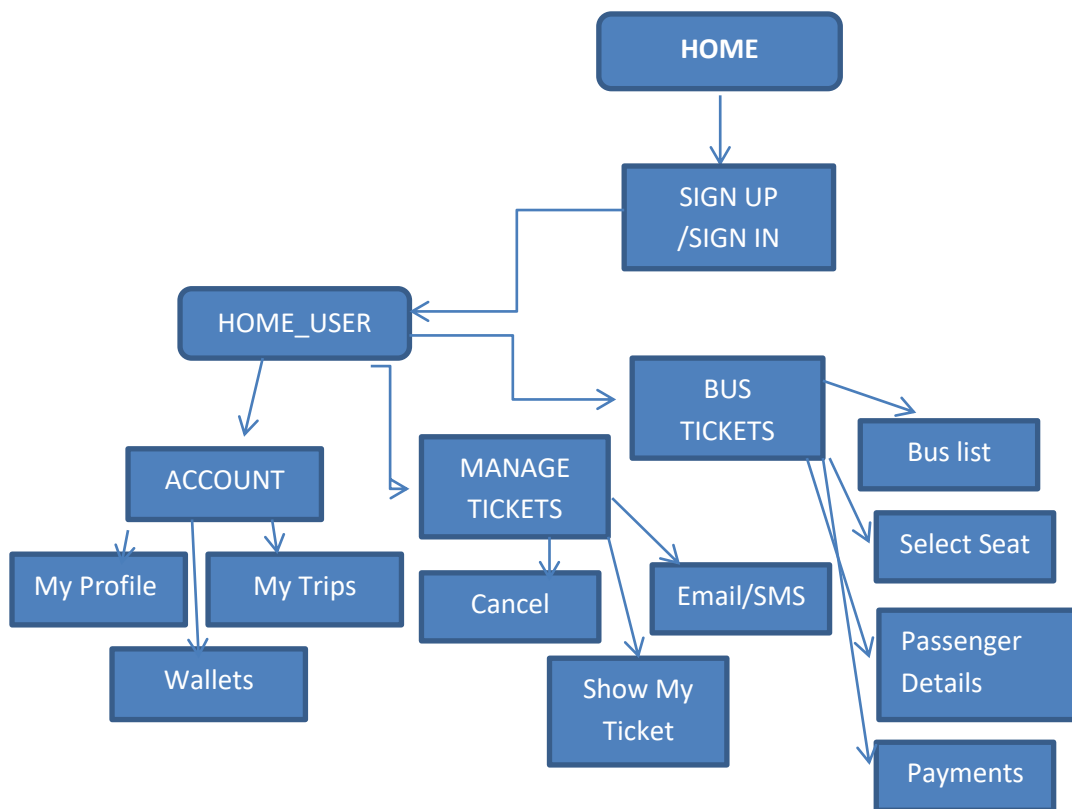 HOME
SIGN UP
/SIGN IN
HOME_USER
BUS
TICKETS
Bus list
ACCOUNT
MANAGE
TICKETS
Select Seat
My Profile
My Trips
Cancel
Email/SMS
Wallets
Show My
Ticket
Passenger
Details
Payments